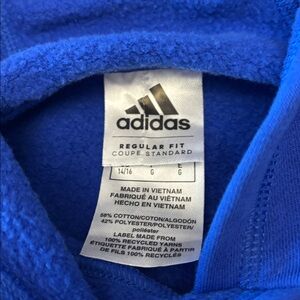 adidas
REGULAR FIT
COUPE STANDARD
14/16 G G
MADE IN VIETNAM
FABRIQUÉ AU VIÊTNAM
HECHO EN VIETNAM
58% COTTON/COTON/ALGODÓN
42% POLYESTER/POLYESTER/
poliéster
LABEL MADE FROM
100% RECYCLED YARNS
ÉTIQUETTE FABRIQUÉE À PARTIR
DE FILS 100% RECYCLÉS